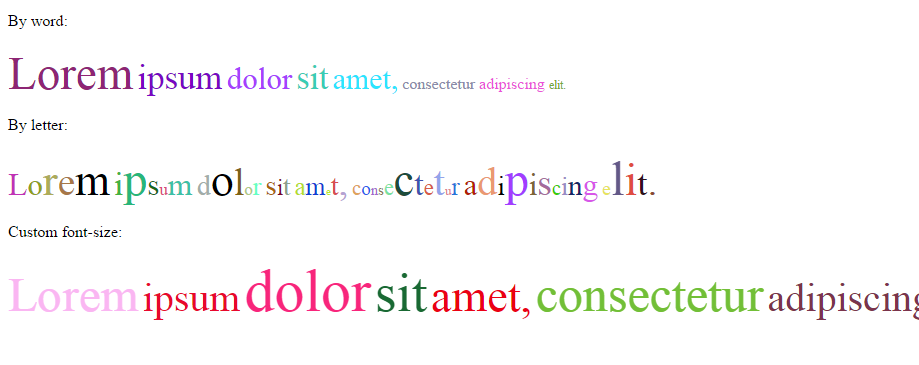 By word:
Lorem ipsum dolor sit amet, consectetur adipiscing elit.
By letter:
Lorem ipsum dolor sit amet, consectetur adipiscing elit.
Custom font-size:
Lorem ipsum dolor sit amet, consectetur adipiscing